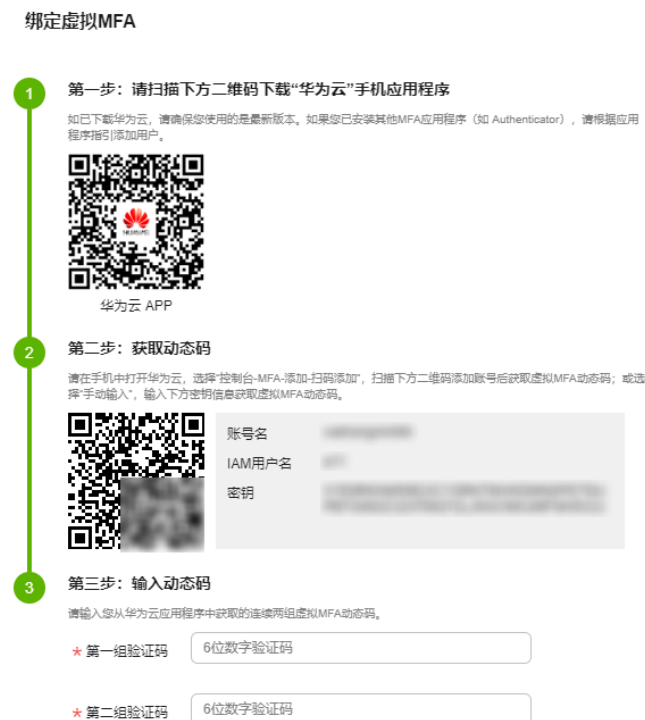 绑定虚拟MFA
1
第一步：请扫描下方二维码下载“华为云”手机应用程序
如已下载华为云，请确保您使用的是最新版本。如果您已安装其他MFA应用程序（如 Authenticator），请根据应用
程序指引添加用户。
HUAWEI
华为云 APP
2
第二步：获取动态码
请在手机中打开华为云，选择“控制台-MFA-添加-扫码添加”，扫描下方二维码添加账号后获取虚拟MFA动态码；或选
择“手动输入”，输入下方密钥信息获取虚拟MFA动态码。
账号名
IAM用户名
密钥
3
第三步：输入动态码
请输入您从华为云应用程序中获取的连续两组虚拟MFA动态码。
* 第一组验证码 6位数字验证码
* 第二组验证码 6位数字验证码